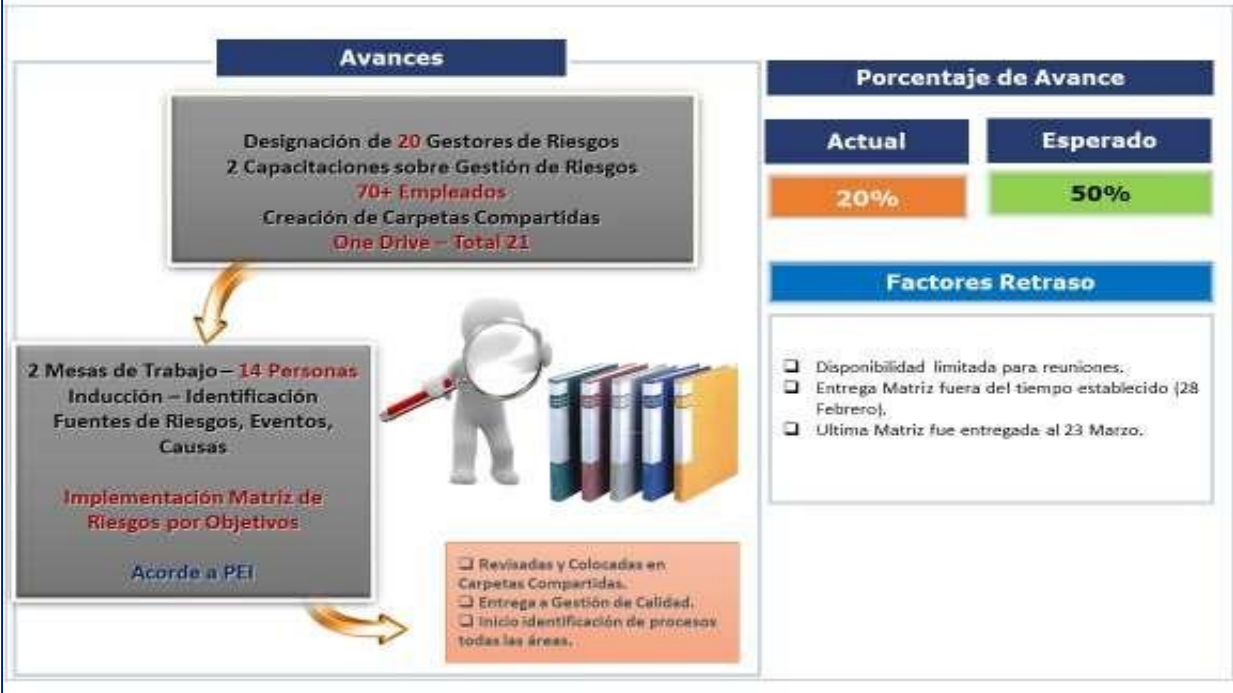 Avances
Designación de 20 Gestores de Riesgos
2 Capacitaciones sobre Gestión de Riesgos
70+ Empleados
Creación de Carpetas Compartidas
One Drive – Total 21
2 Mesas de Trabajo – 14 Personas
Inducción – Identificación
Fuentes de Riesgos, Eventos,
Causas
Implementación Matriz de
Riesgos por Objetivos
Acorde a PEI
❑ Revisadas y Colocadas en
Carpetas Compartidas.
❑ Entrega a Gestión de Calidad.
❑ Inicio identificación de procesos
todas las áreas.
Porcentaje de Avance
Actual
Esperado
20%
50%
Factores Retraso
❑ Disponibilidad limitada para reuniones.
❑ Entrega Matriz fuera del tiempo establecido (28
Febrero).
❑ Ultima Matriz fue entregada al 23 Marzo.